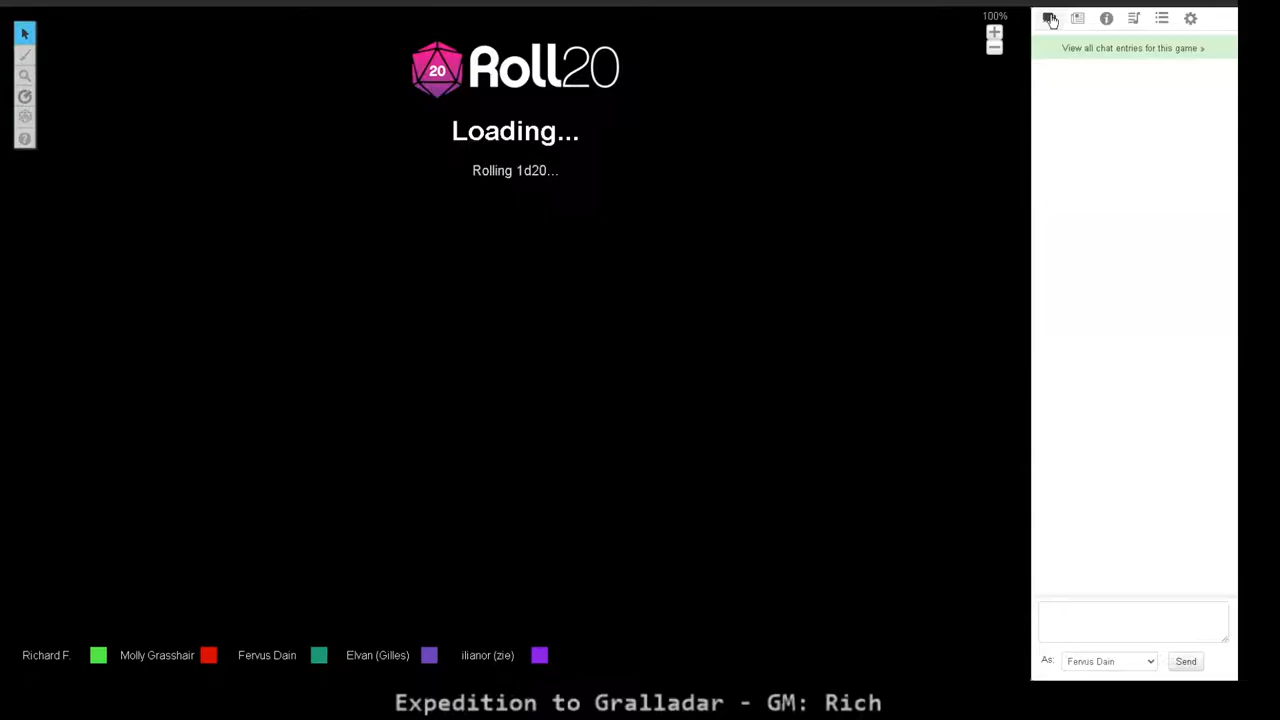 100%
View all chat entries for this game »
20
Roll20
Loading...
Rolling 1d20...
Richard F.
Molly Grasshair
Fervus Dain
Elvan (Gilles)
ilianor (zie)
As:
Fervus Dain
Send
Expedition to Gralladar - GM: Rich